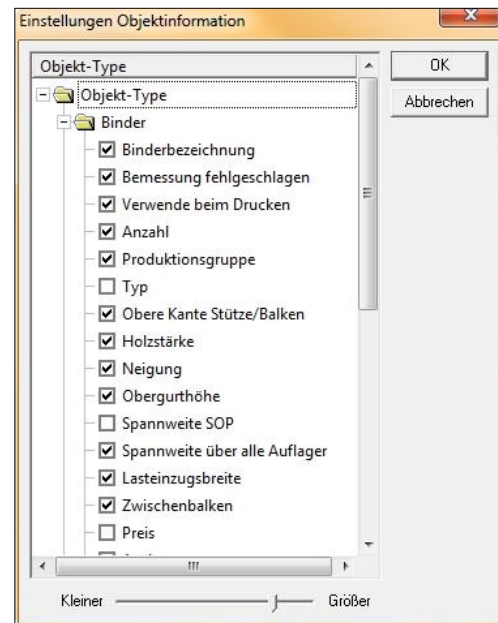 Einstellungen Objektinformation
Objekt-Type
OK
Abbrechen
Objekt-Type
Binder
Binderbezeichnung
Bemessung fehlgeschlagen
Verwende beim Drucken
Anzahl
Produktionsgruppe
Typ
Obere Kante Stütze/Balken
Holzstärke
Neigung
Obergurthöhe
Spannweite SOP
Spannweite über alle Auflager
Lasteinzugsbreite
Zwischenbalken
Preis
Kleiner
Größer